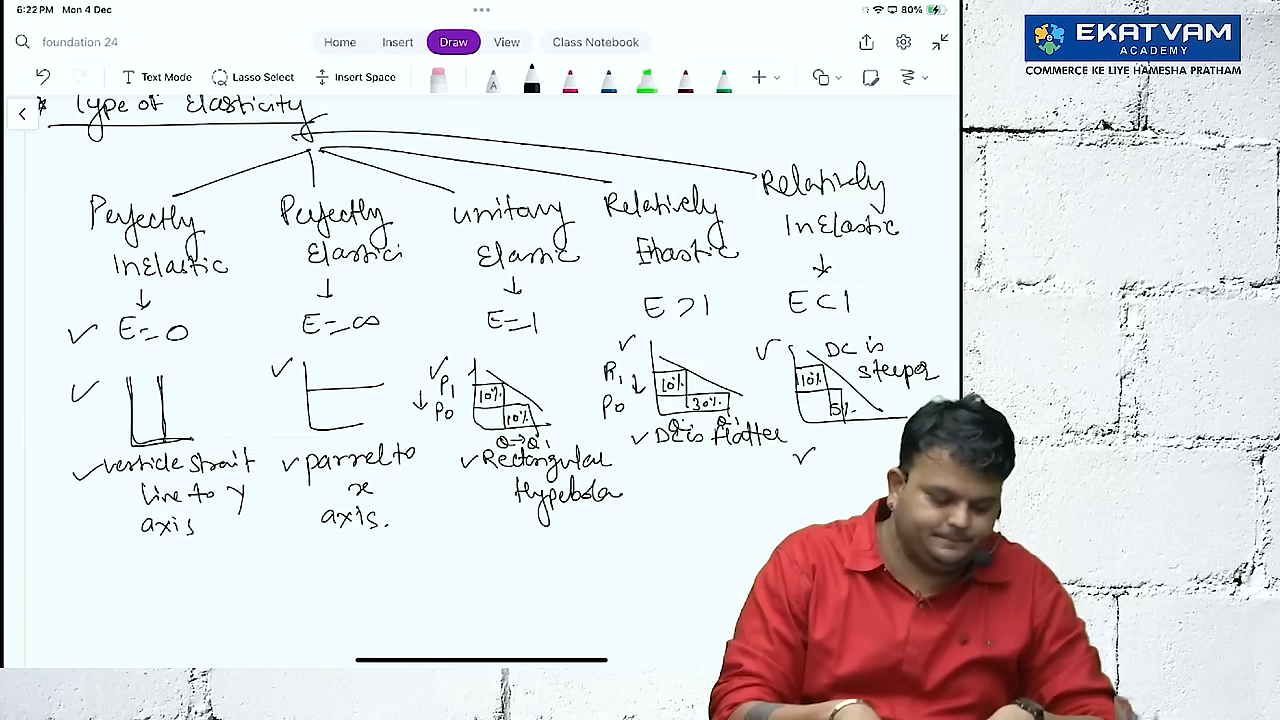 6:22 PM Mon 4 Dec
80%
foundation 24
Home Insert Draw View Class Notebook
Text Mode Lasso Select Insert Space
EKATVAM
ACADEMY
COMMERCE KE LIYE HAMESHA PRATHAM
Type of Elasticity
Perfectly
InElastic
E=0
verticle strait
line to y
axis
Perfectly
Elastici
E=∞
parrel to
x
axis.
unitary
Elastic
E=1
P1
P0
10%
10%
Q→Q1
Rectangular
Hypebola
Relatively
Elastic
E>1
P1
P0
10%
30%
DC is flatter
Relatively
InElastic
E<1
DC is
steeper
10%
5%